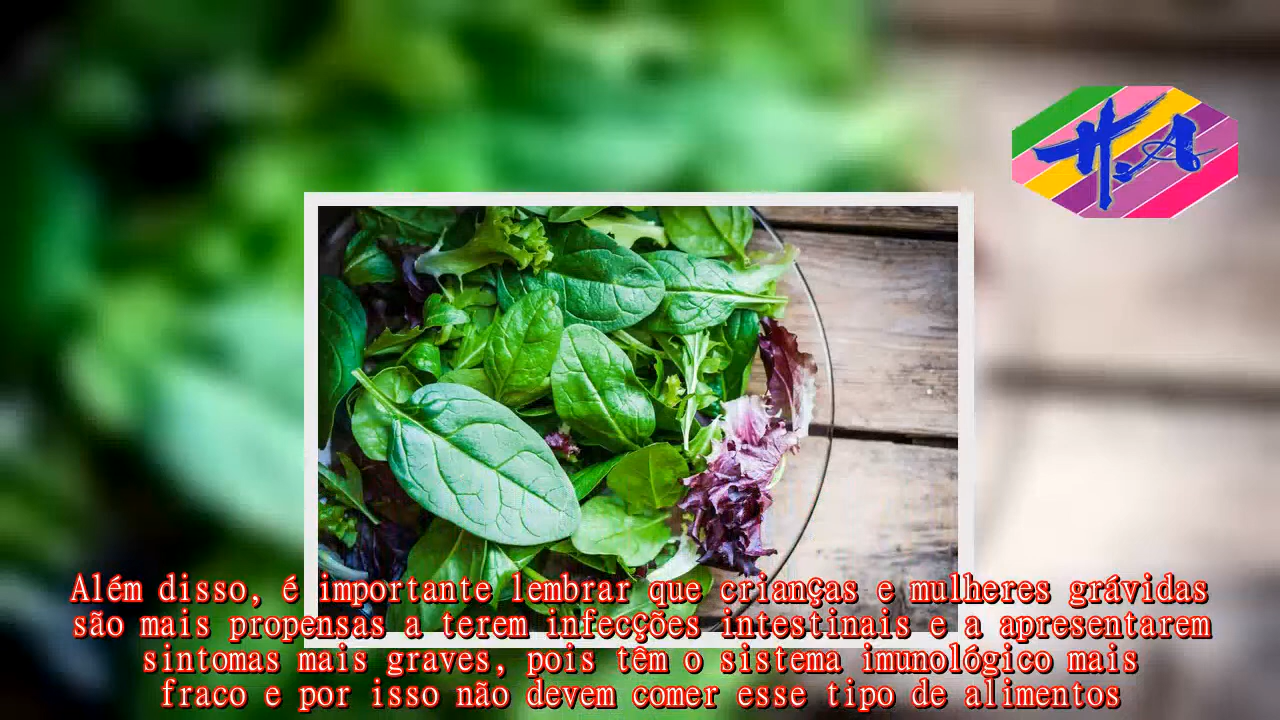 H.A
Além disso, é importante lembrar que crianças e mulheres grávidas
são mais propensas a terem infecções intestinais e a apresentarem
sintomas mais graves, pois têm o sistema imunológico mais
fraco e por isso não devem comer esse tipo de alimentos